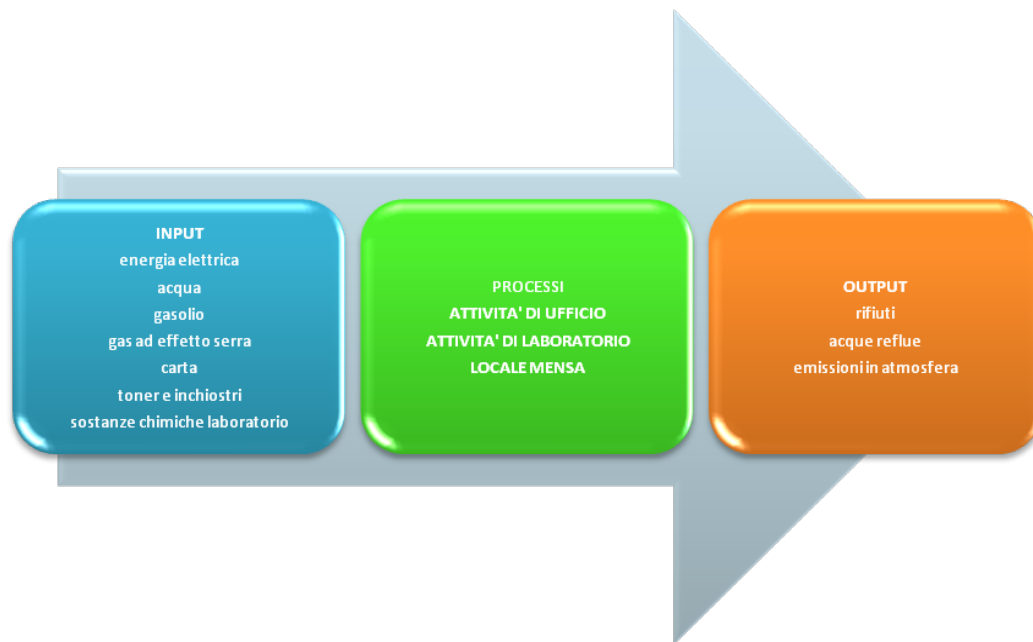 INPUT
energia elettrica
acqua
gasolio
gas ad effetto serra
carta
toner e inchiostri
sostanze chimiche laboratorio
PROCESSI
ATTIVITA' DI UFFICIO
ATTIVITA' DI LABORATORIO
LOCALE MENSA
OUTPUT
rifiuti
acque reflue
emissioni in atmosfera